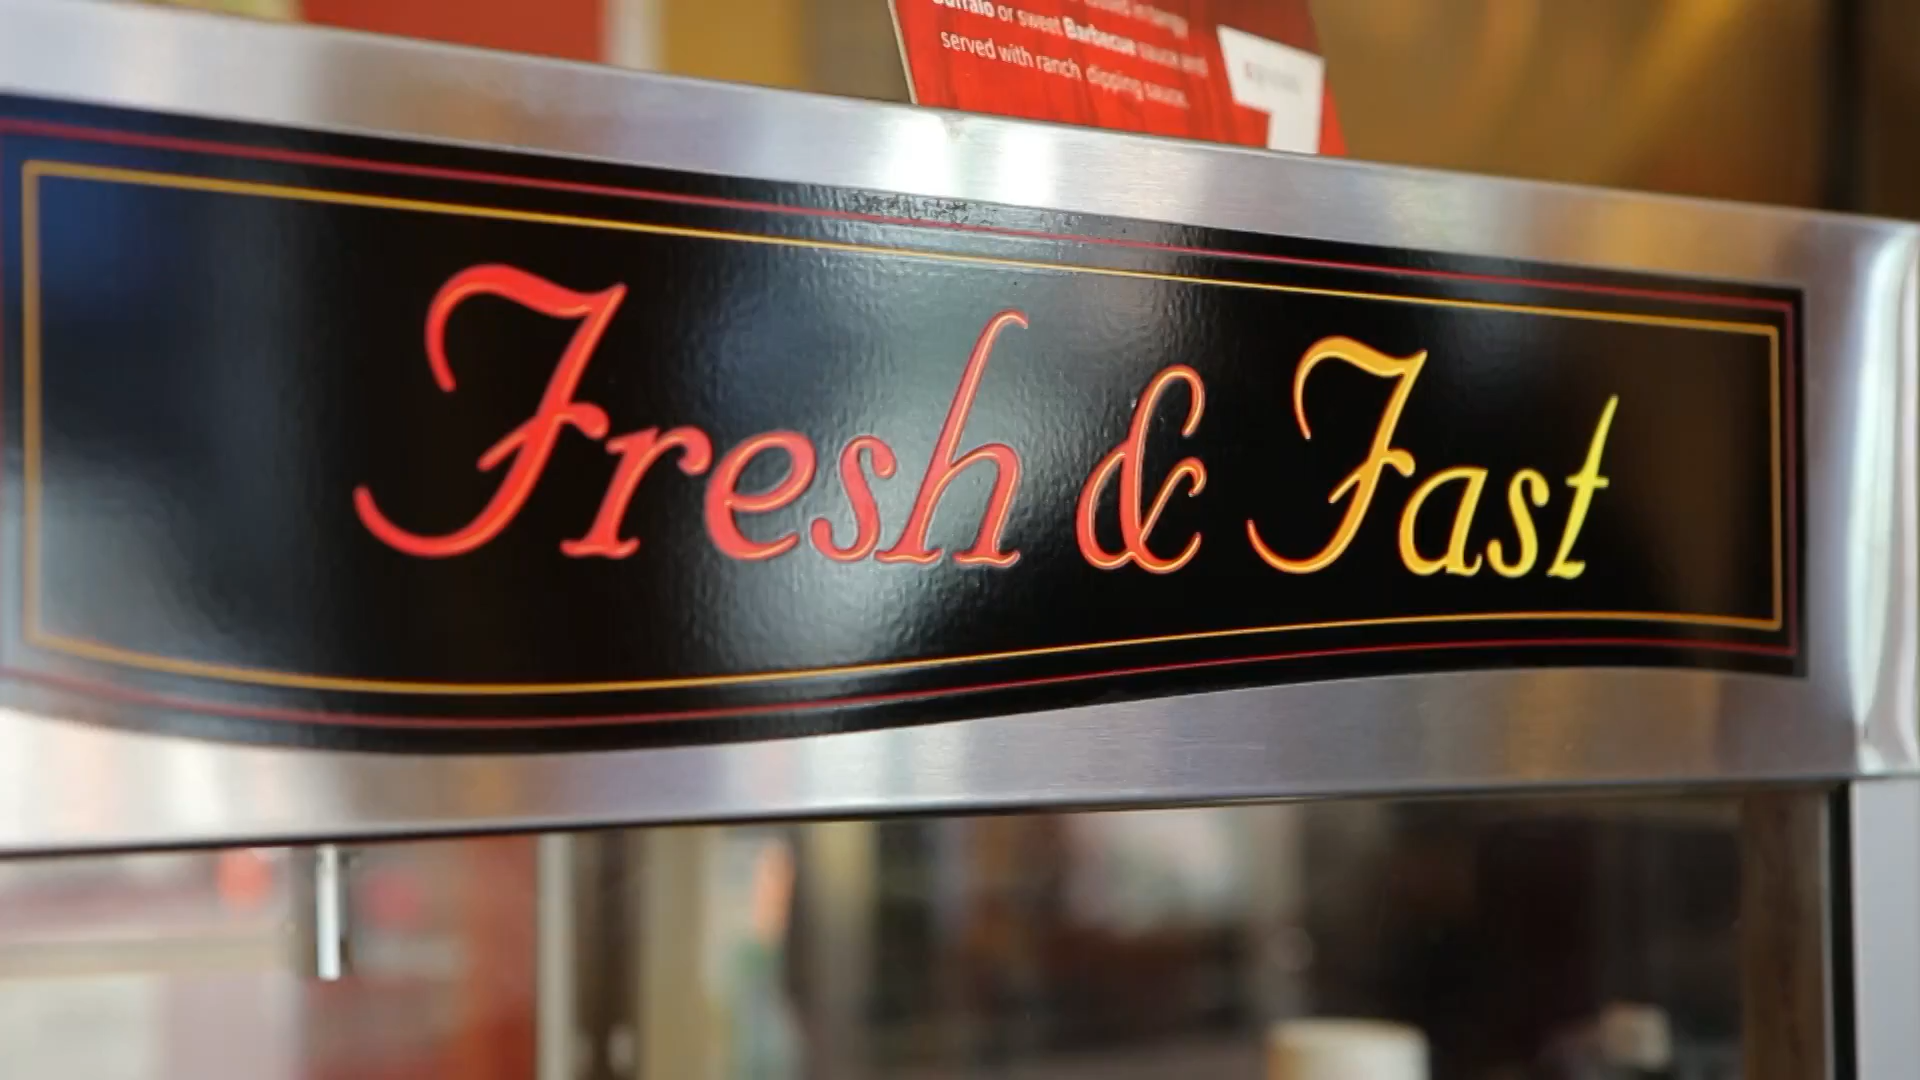 Buffalo or sweet Barbecue sauce and
served with ranch dipping sauce.
Fresh & Fast